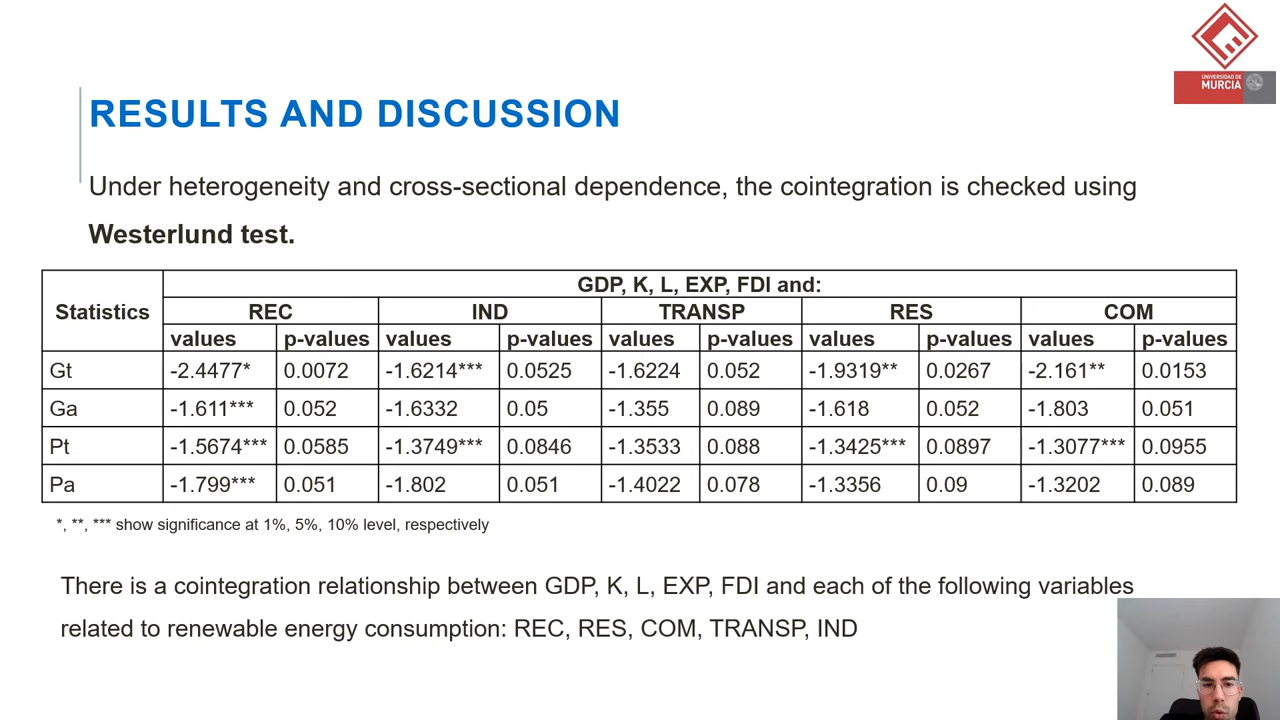 UNIVERSIDAD DE
MURCIA
RESULTS AND DISCUSSION
Under heterogeneity and cross-sectional dependence, the cointegration is checked using
Westerlund test.
Statistics GDP, K, L, EXP, FDI and:
REC IND TRANSP RES COM
values p-values values p-values values p-values values p-values values p-values
Gt -2.4477* 0.0072 -1.6214*** 0.0525 -1.6224 0.052 -1.9319** 0.0267 -2.161** 0.0153
Ga -1.611*** 0.052 -1.6332 0.05 -1.355 0.089 -1.618 0.052 -1.803 0.051
Pt -1.5674*** 0.0585 -1.3749*** 0.0846 -1.3533 0.088 -1.3425*** 0.0897 -1.3077*** 0.0955
Pa -1.799*** 0.051 -1.802 0.051 -1.4022 0.078 -1.3356 0.09 -1.3202 0.089
*, **, *** show significance at 1%, 5%, 10% level, respectively
There is a cointegration relationship between GDP, K, L, EXP, FDI and each of the following variables
related to renewable energy consumption: REC, RES, COM, TRANSP, IND